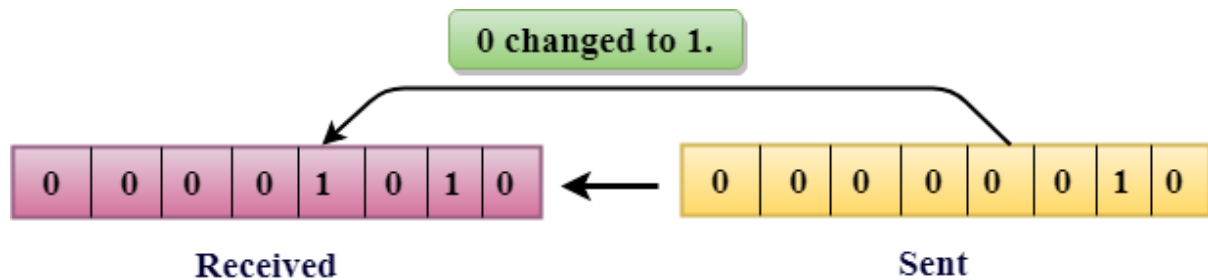 0 changed to 1.
0 0 0 0 1 0 1 0
0 0 0 0 0 0 1 0
Received
Sent